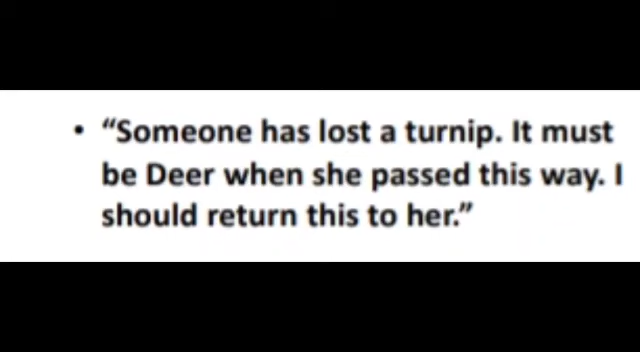 • “Someone has lost a turnip. It must
be Deer when she passed this way. I
should return this to her.”